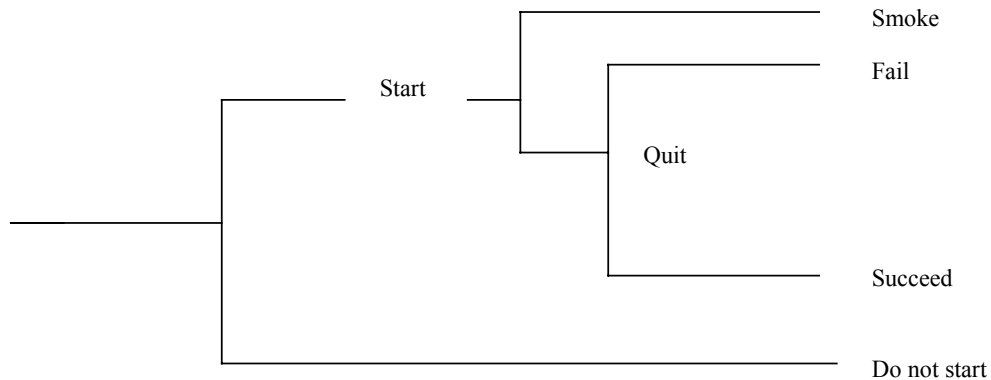 Smoke
Fail
Start
Quit
Succeed
Do not start